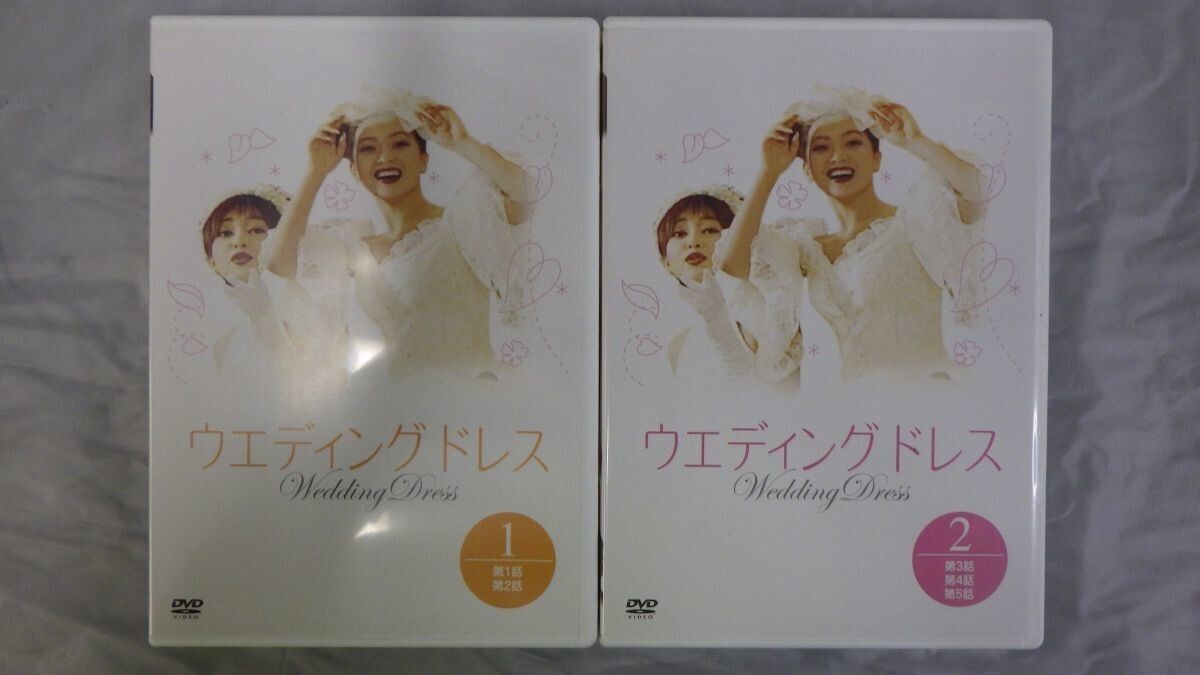 ウエディングドレス
Wedding Dress
1
第1話
第2話
DVD
VIDEO
ウエディングドレス
Wedding Dress
2
第3話
第4話
第5話
DVD
VIDEO